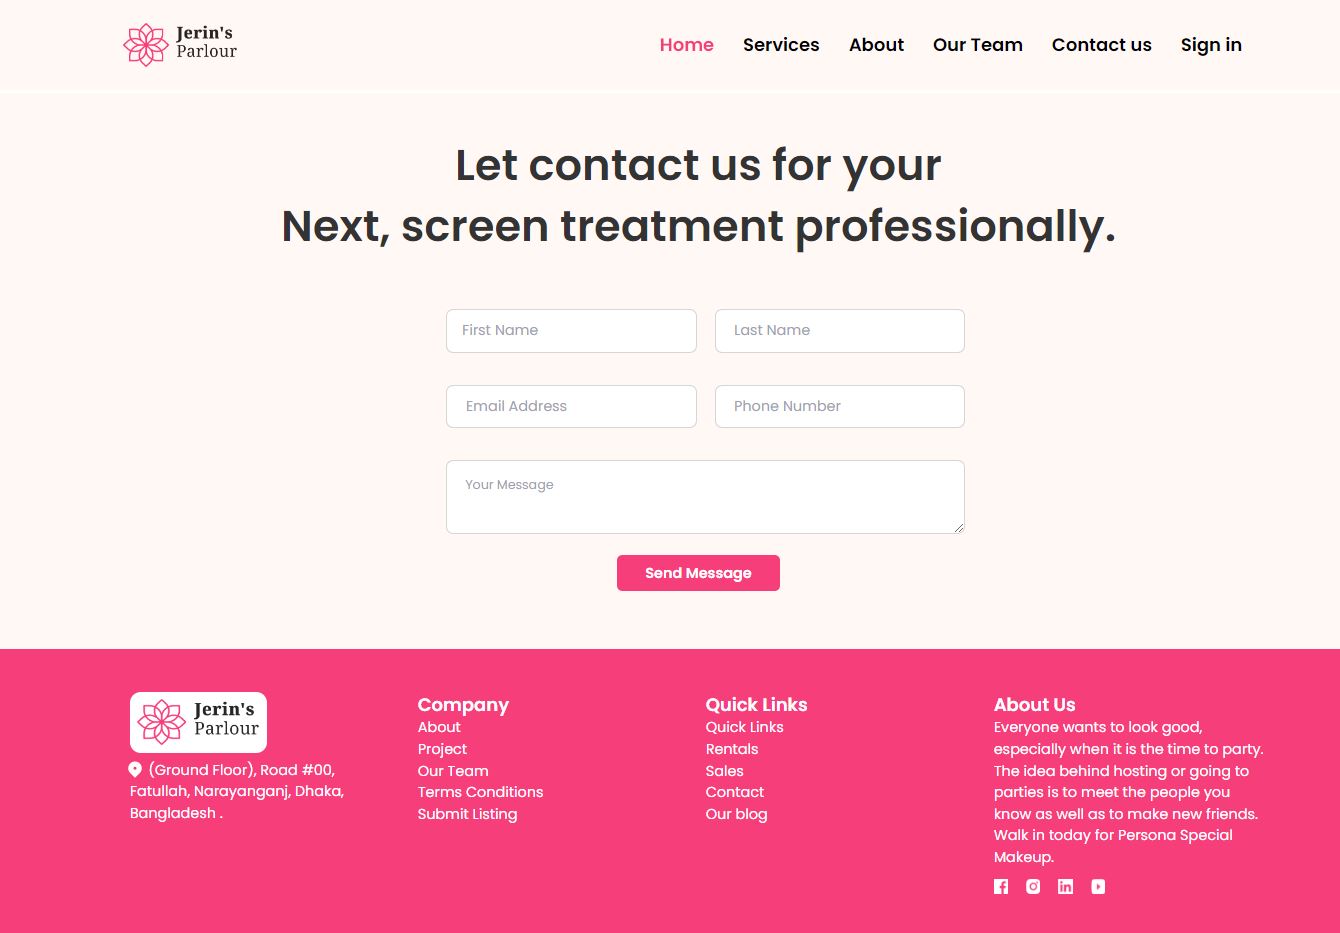 Jerin's
Parlour
Home Services About Our Team Contact us Sign in
Let contact us for your
Next, screen treatment professionally.
First Name
Last Name
Email Address
Phone Number
Your Message
Send Message
Jerin's
Parlour
(Ground Floor), Road #00,
Fatullah, Narayanganj, Dhaka,
Bangladesh .
Company
About
Project
Our Team
Terms Conditions
Submit Listing
Quick Links
Quick Links
Rentals
Sales
Contact
Our blog
About Us
Everyone wants to look good,
especially when it is the time to party.
The idea behind hosting or going to
parties is to meet the people you
know as well as to make new friends.
Walk in today for Persona Special
Makeup.